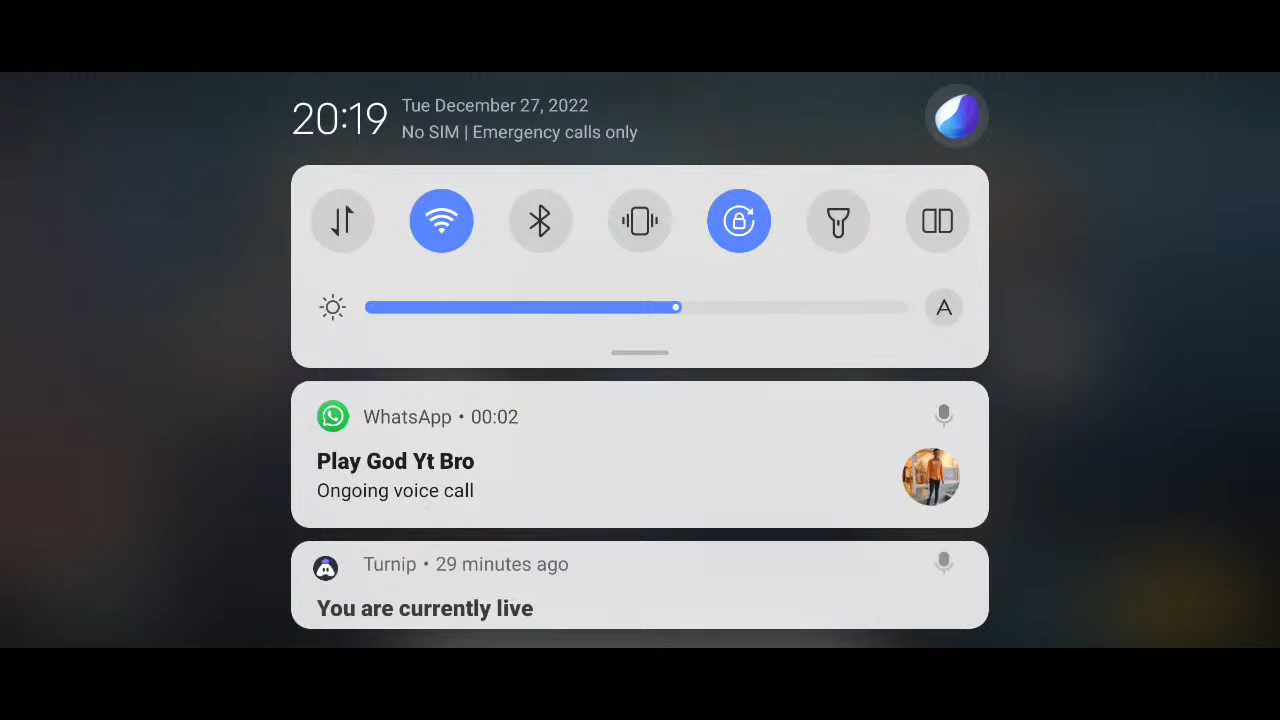 20:19
Tue December 27, 2022
No SIM | Emergency calls only
A
WhatsApp • 00:02
Play God Yt Bro
Ongoing voice call
Turnip • 29 minutes ago
You are currently live